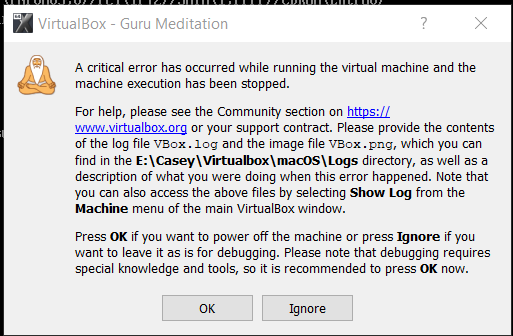 VirtualBox - Guru Meditation
A critical error has occurred while running the virtual machine and the
machine execution has been stopped.
For help, please see the Community section on https://
www.virtualbox.org or your support contract. Please provide the contents
of the log file VBox.log and the image file VBox.png, which you can
find in the E:\Casey\Virtualbox\macOS\Logs directory, as well as a
description of what you were doing when this error happened. Note that
you can also access the above files by selecting Show Log from the
Machine menu of the main VirtualBox window.
Press OK if you want to power off the machine or press Ignore if you
want to leave it as is for debugging. Please note that debugging requires
special knowledge and tools, so it is recommended to press OK now.
OK
Ignore